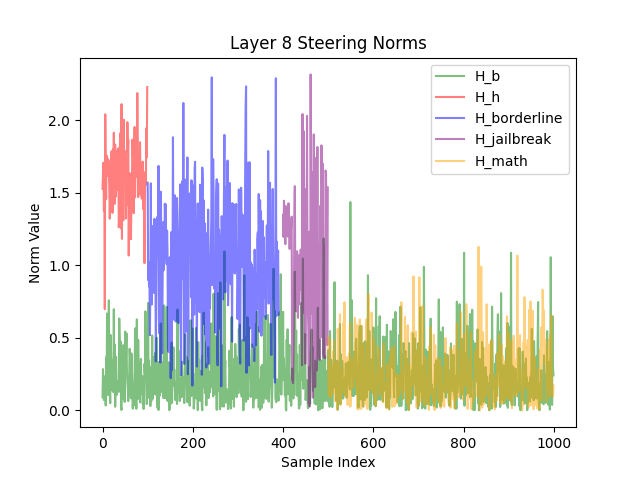 Layer 8 Steering Norms
H_b
H_h
H_borderline
H_jailbreak
H_math
Norm Value
2.0
1.5
1.0
0.5
0.0
0 200 400 600 800 1000
Sample Index